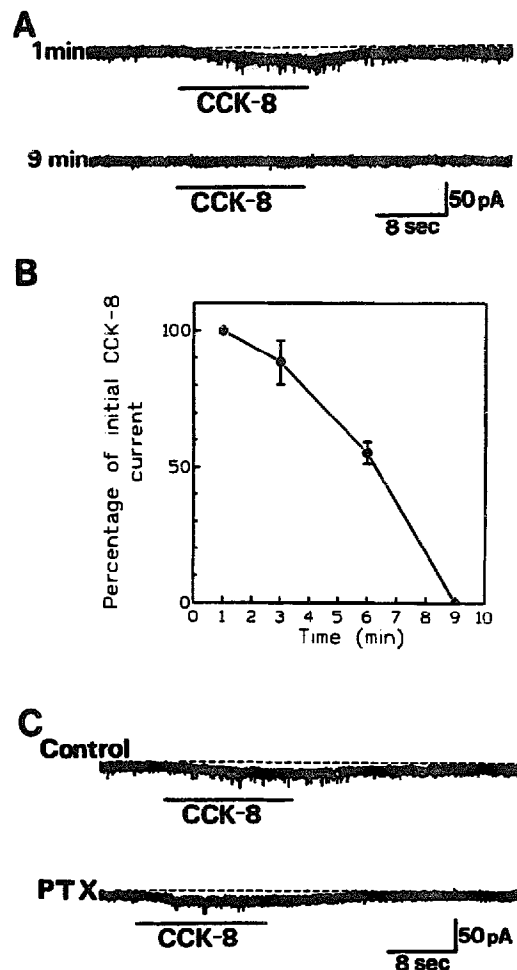 A
1 min
CCK-8
9 min
CCK-8
50 pA
8 sec
B
Percentage of initial CCK-8
current
100
50
0
0 1 2 3 4 5 6 7 8 9 10
Time (min)
C
Control
CCK-8
PTX
CCK-8
50 pA
8 sec